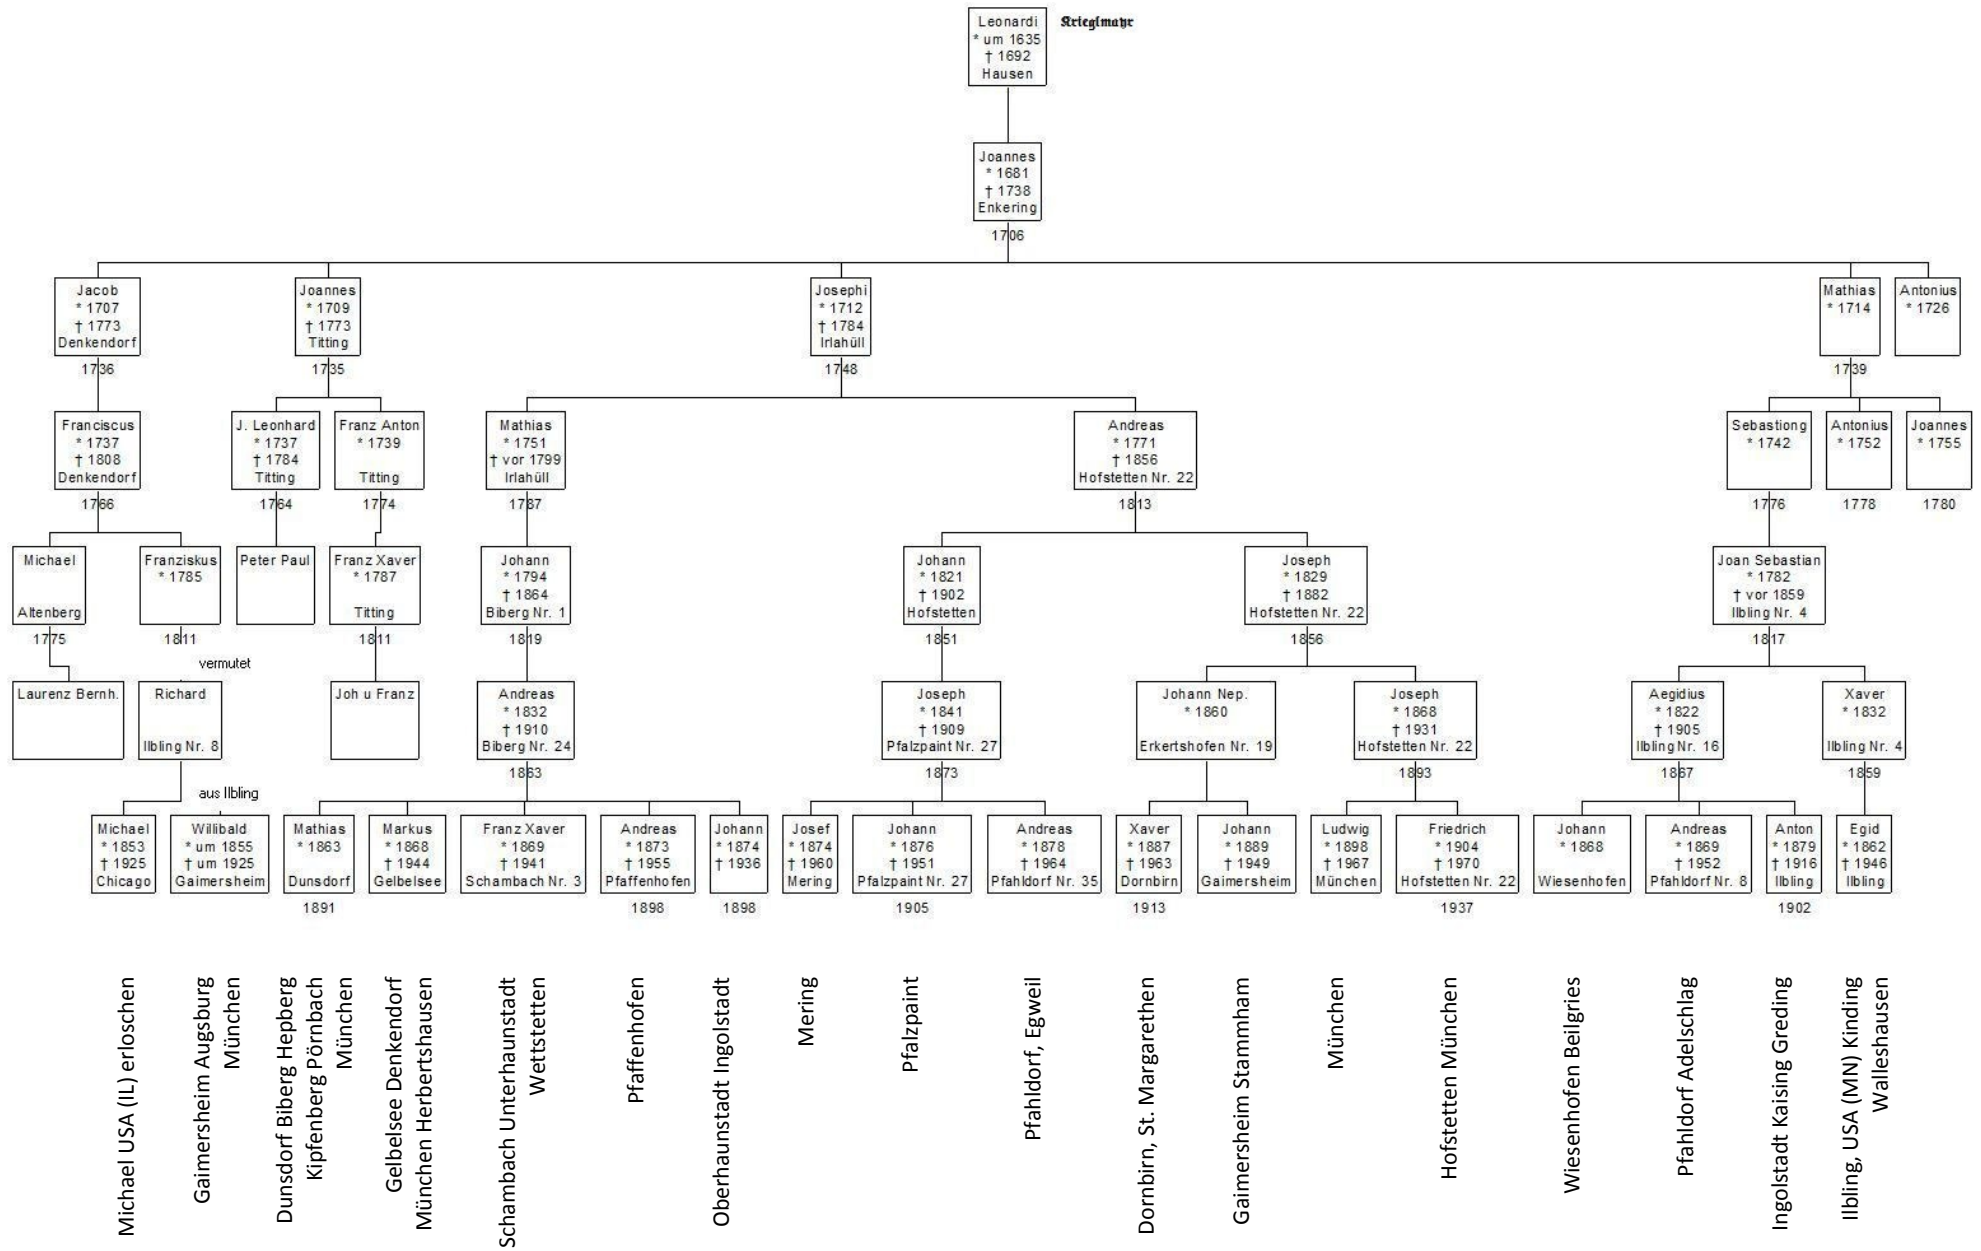 Leonardi
* um 1635
† 1692
Hausen
Krieglmayr
Joannes
* 1681
† 1738
Enkering
1706
Jacob
* 1707
† 1773
Denkendorf
1736
Joannes
* 1709
† 1773
Titting
1735
Josephi
* 1712
† 1784
Irlahüll
1748
Mathias
* 1714
1739
Antonius
* 1726
Franciscus
* 1737
† 1808
Denkendorf
1766
J. Leonhard
* 1737
† 1784
Titting
1764
Franz Anton
* 1739
Titting
1774
Mathias
* 1751
† vor 1799
Irlahüll
1787
Andreas
* 1771
† 1856
Hofstetten Nr. 22
1813
Sebastiong
* 1742
1776
Antonius
* 1752
1778
Joannes
* 1755
1780
Michael
Altenberg
1775
Franziskus
* 1785
1811
Peter Paul
Franz Xaver
* 1787
Titting
1811
Johann
* 1794
† 1864
Biberg Nr. 1
1819
Johann
* 1821
† 1902
Hofstetten
1851
Joseph
* 1829
† 1882
Hofstetten Nr. 22
1856
Joan Sebastian
* 1782
† vor 1859
Ilbling Nr. 4
1817
vermutet
Laurenz Bernh.
Richard
Ilbling Nr. 8
Joh u Franz
Andreas
* 1832
† 1910
Biberg Nr. 24
1863
Joseph
* 1841
† 1909
Pfalzpaint Nr. 27
1873
Johann Nep.
* 1860
Erkertshofen Nr. 19
Joseph
* 1868
† 1931
Hofstetten Nr. 22
1893
Aegidius
* 1822
† 1905
Ilbling Nr. 16
1867
Xaver
* 1832
Ilbling Nr. 4
1859
aus Ilbling
Michael
* 1853
† 1925
Chicago
Willibald
* um 1855
† um 1925
Gaimersheim
Mathias
* 1863
Dunsdorf
1891
Markus
* 1868
† 1944
Gelbelsee
Franz Xaver
* 1869
† 1941
Schambach Nr. 3
Andreas
* 1873
† 1955
Pfaffenhofen
1898
Johann
* 1874
† 1936
1898
Josef
* 1874
† 1960
Mering
Johann
* 1876
† 1951
Pfalzpaint Nr. 27
1905
Andreas
* 1878
† 1964
Pfahldorf Nr. 35
Xaver
* 1887
† 1963
Dornbirn
1913
Johann
* 1889
† 1949
Gaimersheim
Ludwig
* 1898
† 1967
München
Friedrich
* 1904
† 1970
Hofstetten Nr. 22
1937
Johann
* 1868
Wiesenhofen
Andreas
* 1869
† 1952
Pfahldorf Nr. 8
Anton
* 1879
† 1916
Ilbling
1902
Egid
* 1862
† 1946
Ilbling
Michael USA (IL) erloschen
Gaimersheim Augsburg
München
Dunsdorf Biberg Hepberg
Kipfenberg Pörnbach
München
Gelbelsee Denkendorf
München Herbertshausen
Schambach Unterhaunstadt
Wettstetten
Pfaffenhofen
Oberhaunstadt Ingolstadt
Mering
Pfalzpaint
Pfahldorf, Egweil
Dornbirn, St. Margarethen
Gaimersheim Stammham
München
Hofstetten München
Wiesenhofen Beilgries
Pfahldorf Adelschlag
Ingolstadt Kaising Greding
Ilbling, USA (MN) Kinding
Walleshausen